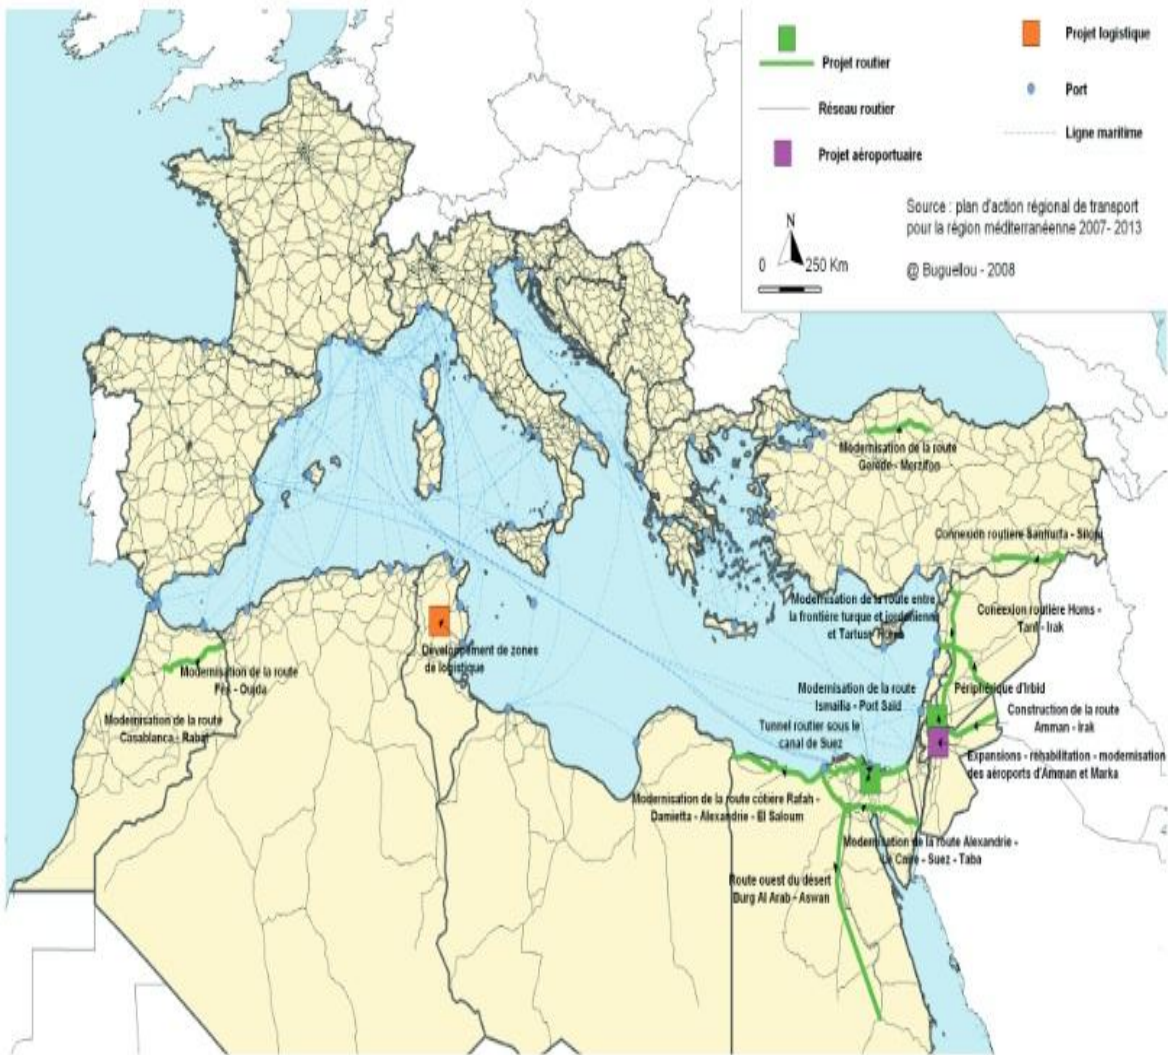 Projet logistique
Projet routier
Port
Réseau routier
Ligne maritime
Projet aéroportuaire
Source : plan d'action régional de transport
pour la région méditerranéenne 2007- 2013
N
0 250 Km
@ Buguellou - 2008
Modernisation de la route
Gerede - Merzifon
Connexion routière Sanliurfa -
Modernisation de la route entre
la frontière turque et jordanienne
et Tartus -
Connexion routière Homs -
Tanf - Irak
Développement de zones
de logistique
Modernisation de la route
Fès - Oujda
Modernisation de la route
Casablanca - Rabat
Modernisation de la route
Ismailia - Port Saïd
Périphérique d'Irbid
Construction de la route
Amman - Irak
Tunnel routier sous le
canal de Suez
Expansions - réhabilitation - modernisation
des aéroports d'Amman et Marka
Modernisation de la route côtière Rafah -
Damietta - Alexandrie - El Saloum
Modernisation de la route Alexandrie -
Le Caire - Suez - Taba
Route ouest du désert
Burg Al Arab - Aswan